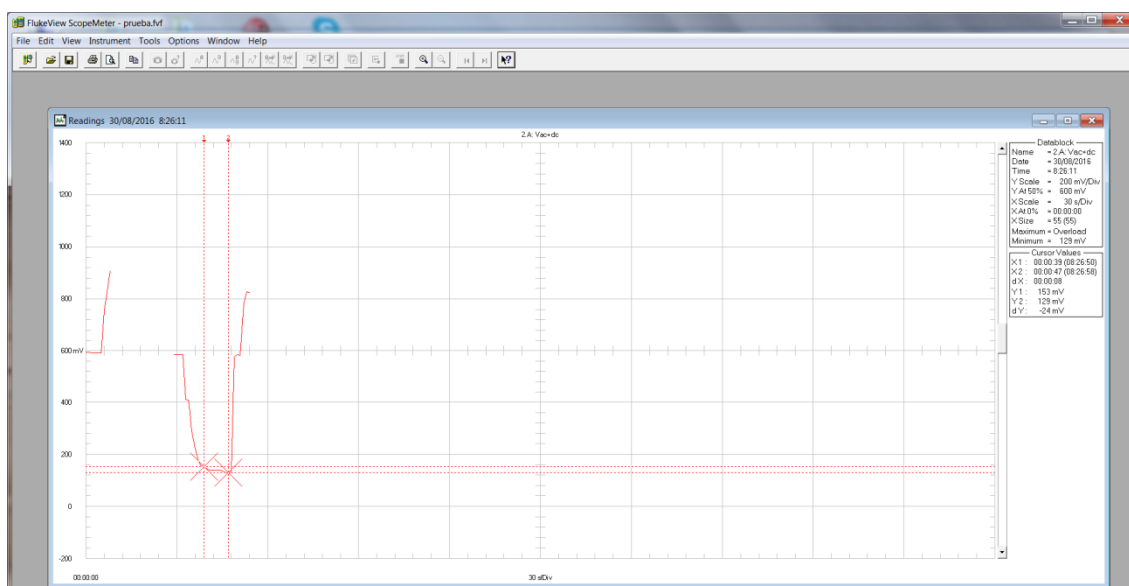 FlukeView ScopeMeter - prueba.fvf
File Edit View Instrument Tools Options Window Help
Readings 30/08/2016 8:26:11
2.A: Vac+dc
1 2
1400
1200
1000
800
600 mV
400
200
0
-200
00:00:00
30 s/Div
Datablock
Name = 2.A: Vac+dc
Date = 30/08/2016
Time = 8:26:11
Y Scale = 200 mV/Div
Y At 50% = 600 mV
X Scale = 30 s/Div
X At 0% = 00:00:00
X Size = 55 (55)
Maximum = Overload
Minimum = 129 mV
Cursor Values
X1 : 00:00:39 (08:26:50)
X2 : 00:00:47 (08:26:58)
dX : 00:00:08
Y1 : 153 mV
Y2 : 129 mV
dY : -24 mV